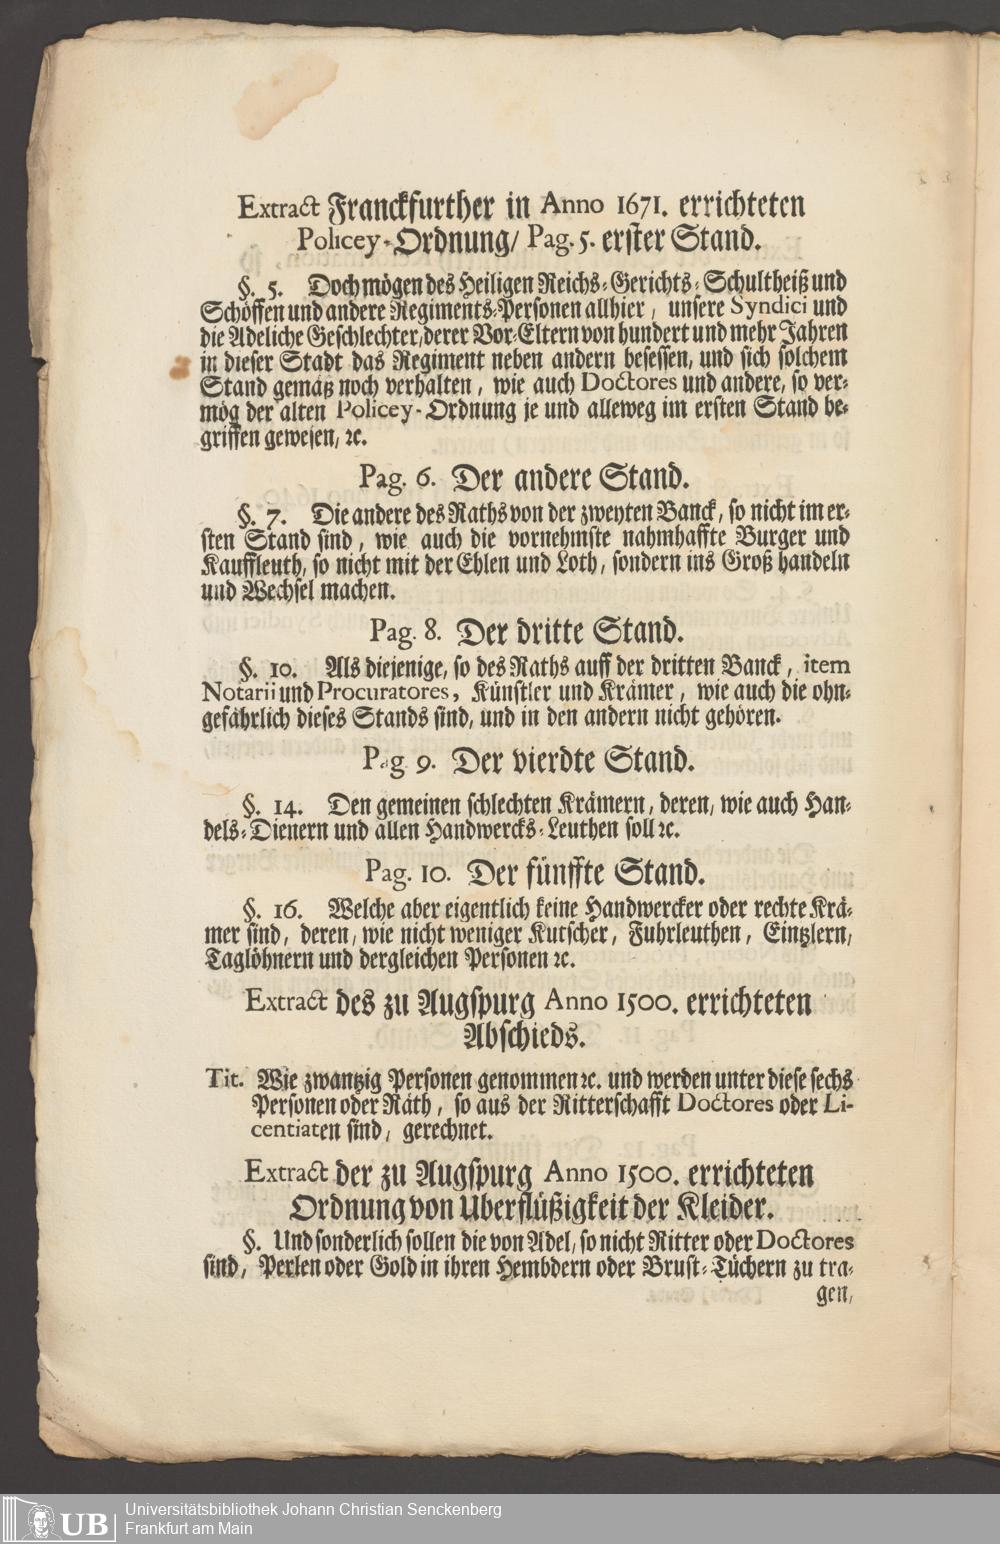 Extract Franckfurther in Anno 1671. errichteten
Policey-Ordnung/ Pag. 5. erster Stand.
§. 5. Doch mögen des Heiligen Reichs-Gerichts-Schultheiß und
Schöffen und andere Regiments-Personen allhier, unsere Syndici und
die Adeliche Geschlechter, derer Vor-Eltern von hundert und mehr Jahren
in dieser Stadt das Regiment neben andern besessen, und sich solchem
Stand gemäß noch verhalten, wie auch Doctores und andere, so ver-
mög der alten Policey-Ordnung je und alleweg im ersten Stand be-
griffen gewesen, ꝛc.
Pag. 6. Der andere Stand.
§. 7. Die andere des Raths von der zweyten Banck, so nicht im er-
sten Stand sind, wie auch die vornehmste nahmhaffte Burger und
Kauffleuth, so nicht mit der Ehlen und Loth, sondern ins Groß handeln
und Wechsel machen.
Pag. 8. Der dritte Stand.
§. 10. Als diejenige, so des Raths auff der dritten Banck, item
Notarii und Procuratores, Künstler und Krämer, wie auch die ohn-
gefährlich dieses Stands sind, und in den andern nicht gehören.
Pag. 9. Der vierdte Stand.
§. 14. Den gemeinen schlechten Krämern, deren, wie auch Han-
dels-Dienern und allen Handwercks-Leuthen soll ꝛc.
Pag. 10. Der fünffte Stand.
§. 16. Welche aber eigentlich keine Handwercker oder rechte Krä-
mer sind, deren, wie nicht weniger Kutscher, Fuhrleuthen, Eintzlern,
Taglöhnern und dergleichen Personen ꝛc.
Extract des zu Augspurg Anno 1500. errichteten
Abschieds.
Tit. Wie zwantzig Personen genommen ꝛc. und werden unter diese sechs
Personen oder Räth, so aus der Ritterschafft Doctores oder Li-
centiaten sind, gerechnet.
Extract der zu Augspurg Anno 1500. errichteten
Ordnung von Uberflüßigkeit der Kleider.
§. Und sonderlich sollen die von Adel, so nicht Ritter oder Doctores
sind, Perlen oder Gold in ihren Hembdern oder Brust-Tüchern zu tra-
gen,
UB Universitätsbibliothek Johann Christian Senckenberg
Frankfurt am Main